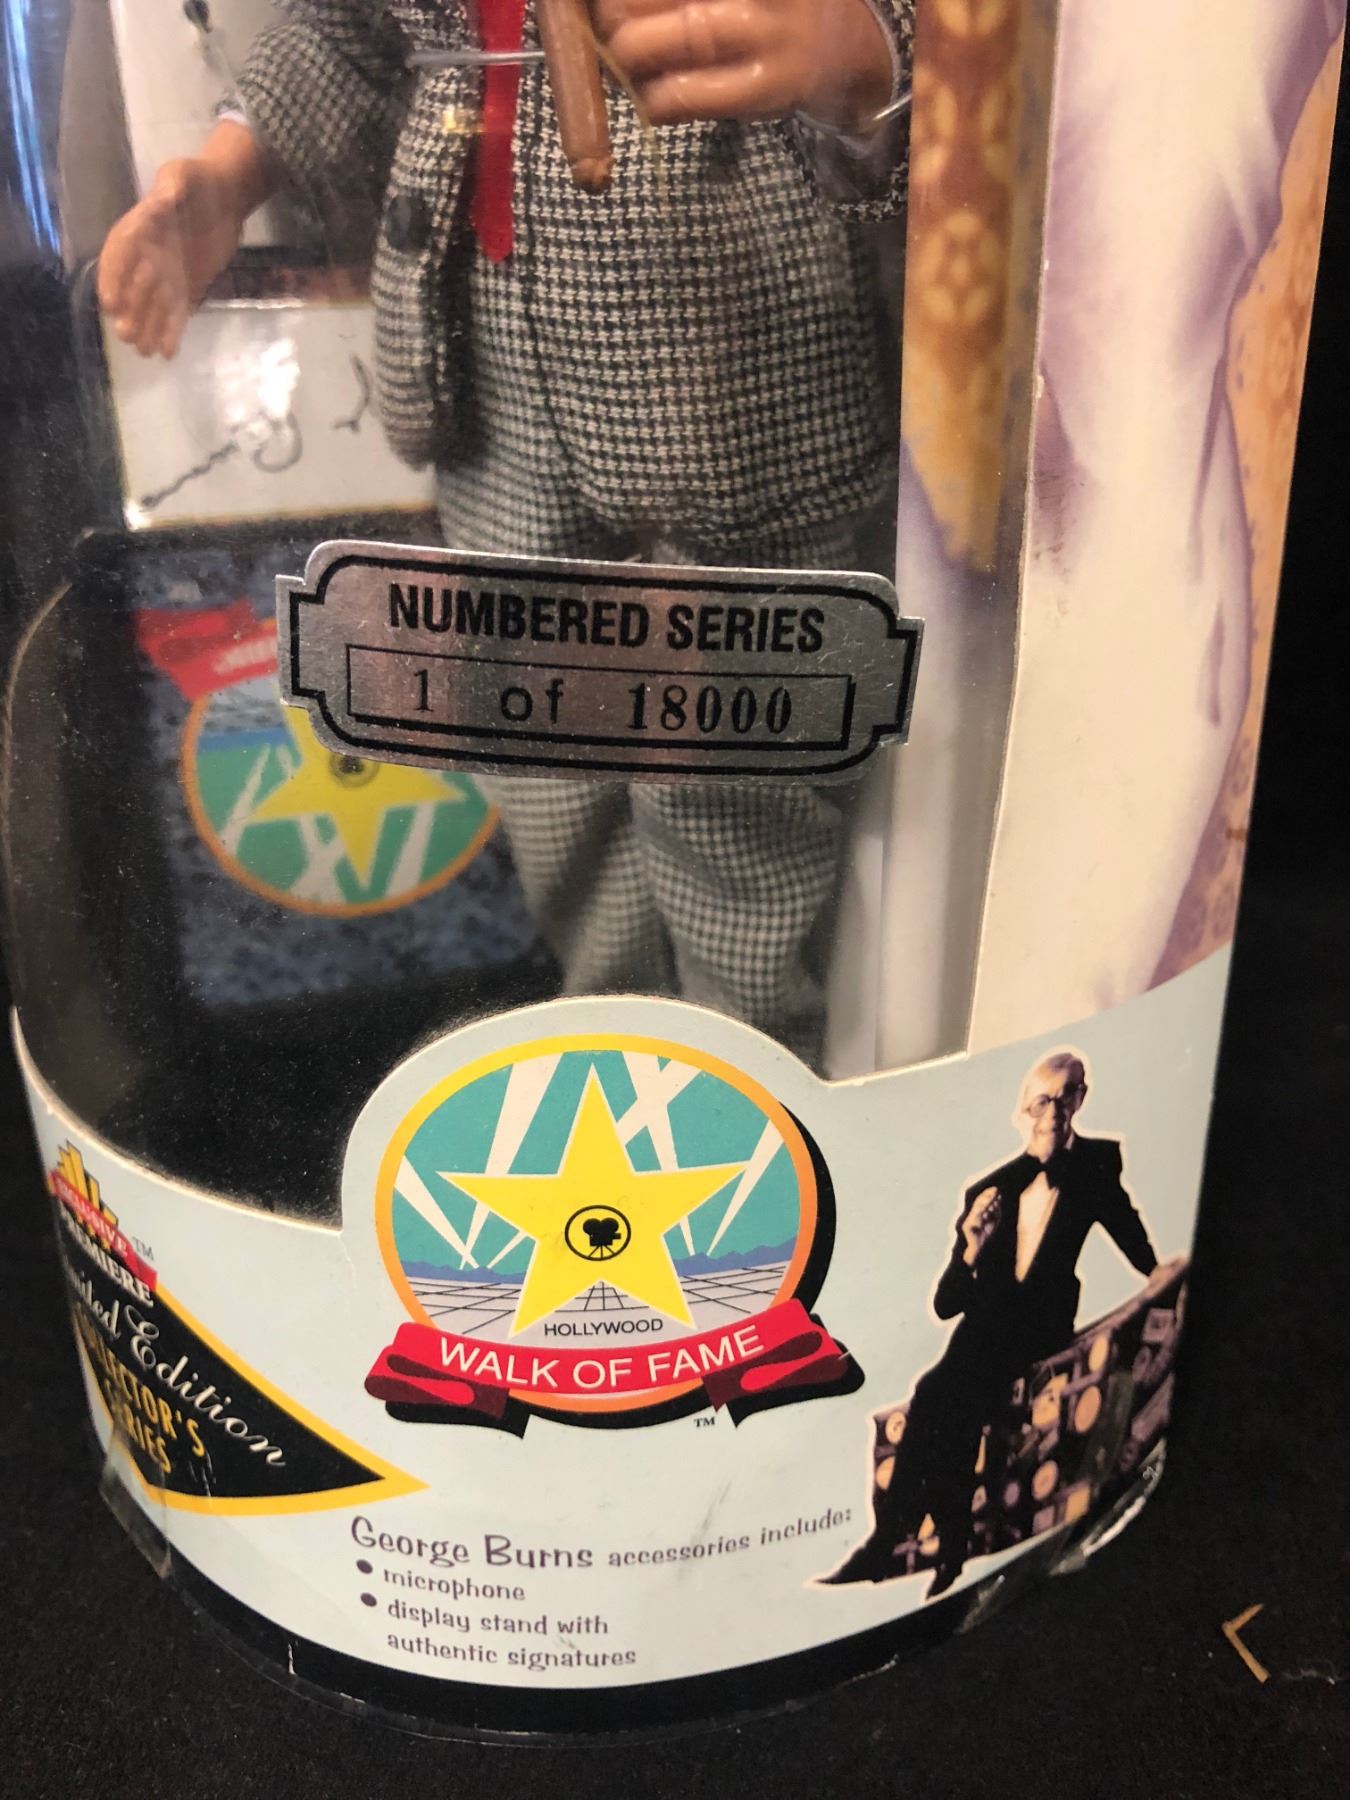 NUMBERED SERIES
1 of 18000
HOLLYWOOD
WALK OF FAME
TM
TM
Edition
George Burns accessories include:
• microphone
• display stand with
authentic signatures